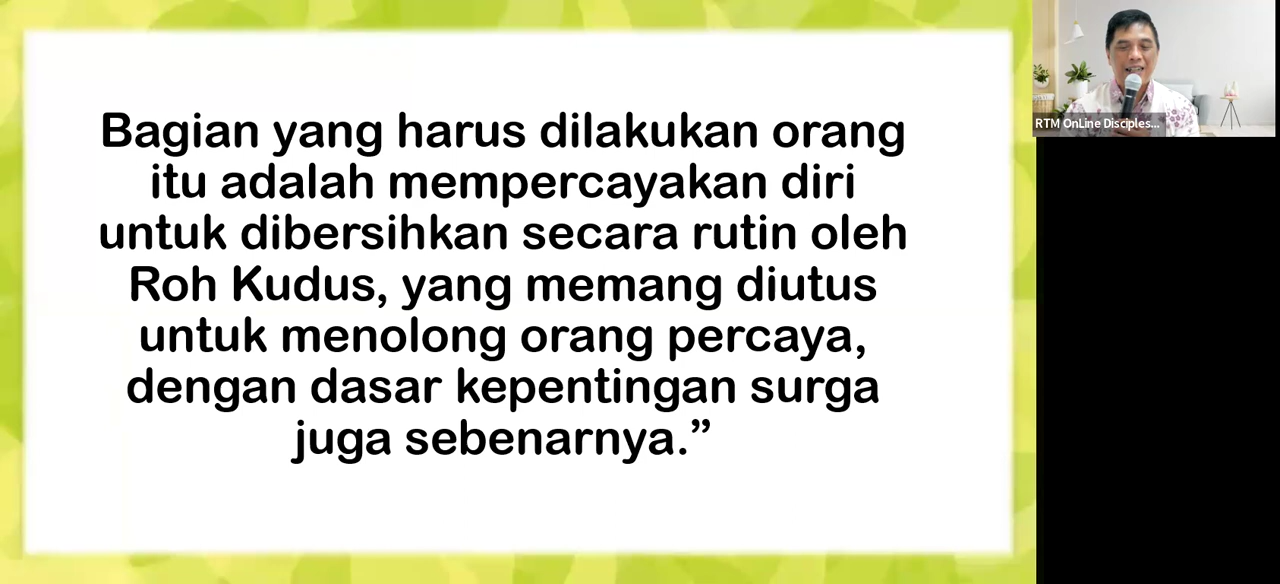 Bagian yang harus dilakukan orang
itu adalah mempercayakan diri
untuk dibersihkan secara rutin oleh
Roh Kudus, yang memang diutus
untuk menolong orang percaya,
dengan dasar kepentingan surga
juga sebenarnya.”
RTM OnLine Disciples...